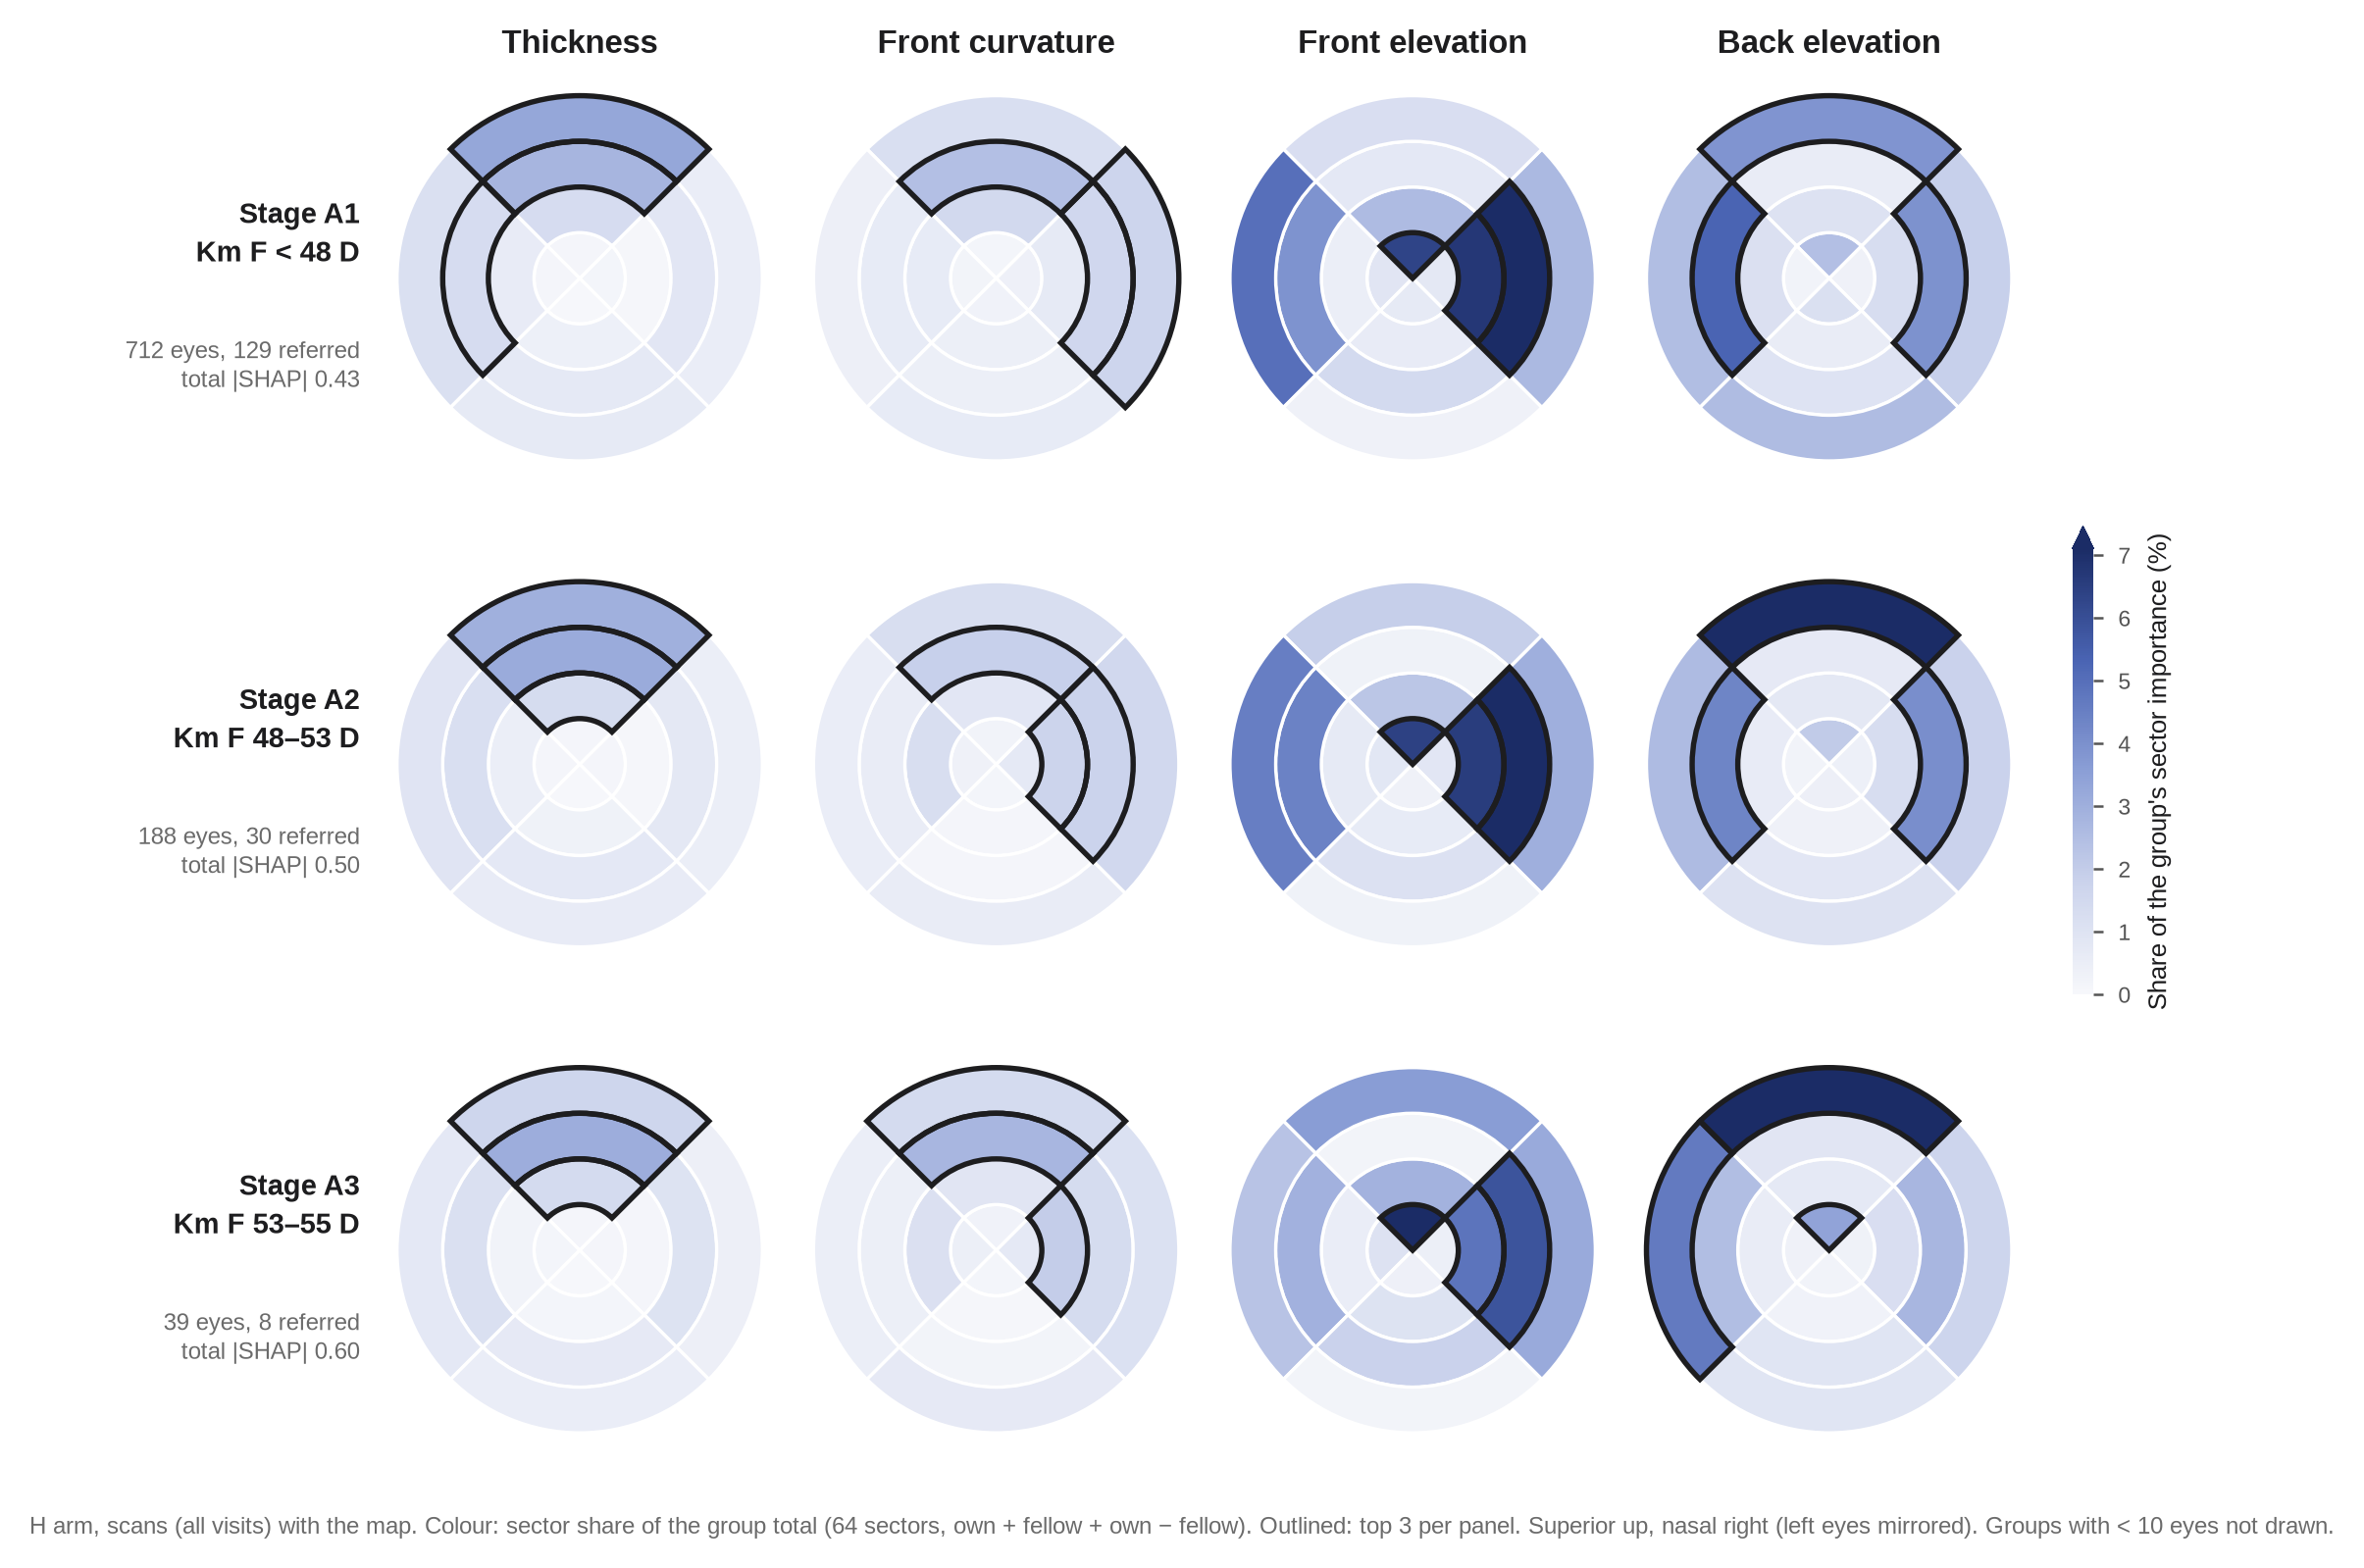 Thickness
Front curvature
Front elevation
Back elevation
Stage A1
Km F < 48 D
712 eyes, 129 referred
total |SHAP| 0.43
Stage A2
Km F 48–53 D
188 eyes, 30 referred
total |SHAP| 0.50
Stage A3
Km F 53–55 D
39 eyes, 8 referred
total |SHAP| 0.60
7
6
5
4
3
2
1
0
Share of the group's sector importance (%)
H arm, scans (all visits) with the map. Colour: sector share of the group total (64 sectors, own + fellow + own − fellow). Outlined: top 3 per panel. Superior up, nasal right (left eyes mirrored). Groups with < 10 eyes not drawn.